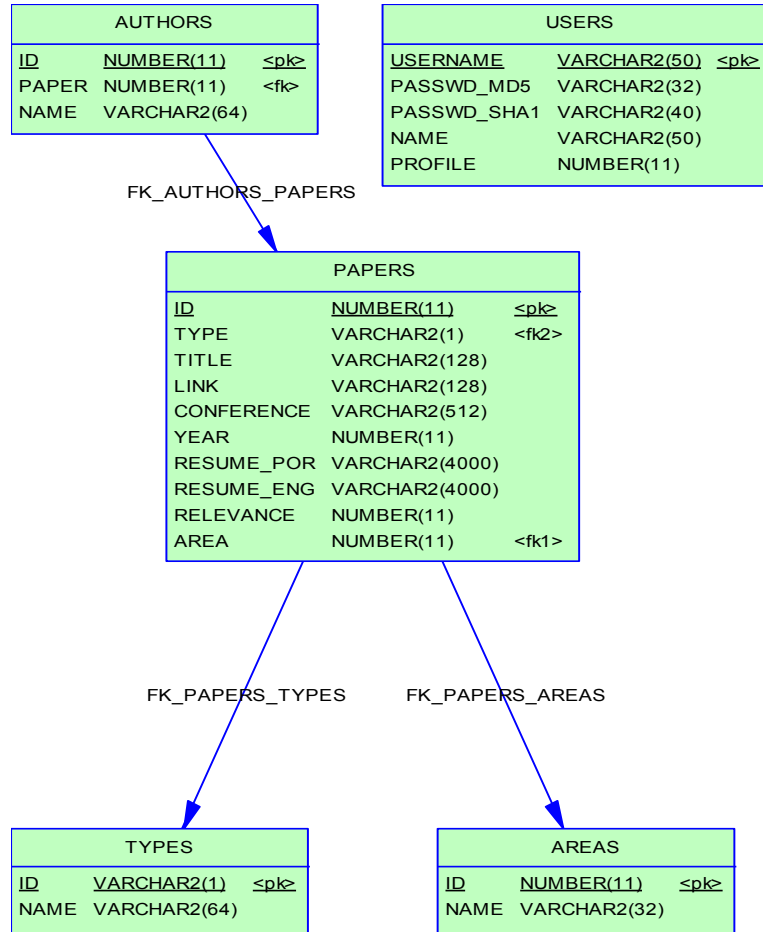 AUTHORS
ID NUMBER(11) <pk>
PAPER NUMBER(11) <fk>
NAME VARCHAR2(64)
USERS
USERNAME VARCHAR2(50) <pk>
PASSWD_MD5 VARCHAR2(32)
PASSWD_SHA1 VARCHAR2(40)
NAME VARCHAR2(50)
PROFILE NUMBER(11)
FK_AUTHORS_PAPERS
PAPERS
ID NUMBER(11) <pk>
TYPE VARCHAR2(1) <fk2>
TITLE VARCHAR2(128)
LINK VARCHAR2(128)
CONFERENCE VARCHAR2(512)
YEAR NUMBER(11)
RESUME_POR VARCHAR2(4000)
RESUME_ENG VARCHAR2(4000)
RELEVANCE NUMBER(11)
AREA NUMBER(11) <fk1>
FK_PAPERS_TYPES
FK_PAPERS_AREAS
TYPES
ID VARCHAR2(1) <pk>
NAME VARCHAR2(64)
AREAS
ID NUMBER(11) <pk>
NAME VARCHAR2(32)